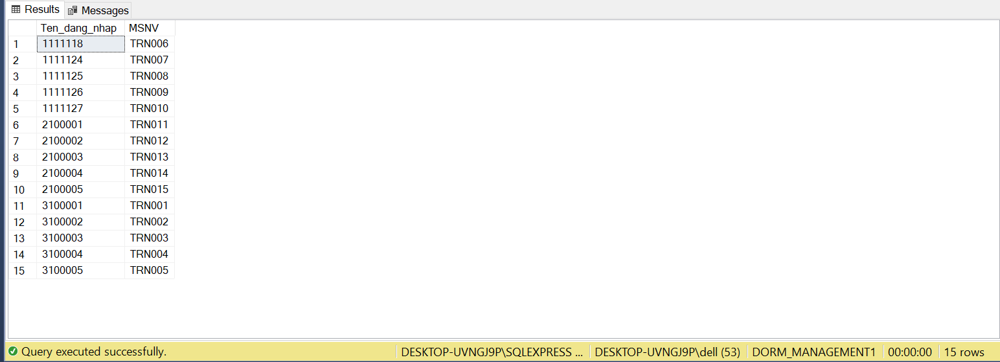 Results Messages
Ten_dang_nhap MSNV
1 1111118 TRN006
2 1111124 TRN007
3 1111125 TRN008
4 1111126 TRN009
5 1111127 TRN010
6 2100001 TRN011
7 2100002 TRN012
8 2100003 TRN013
9 2100004 TRN014
10 2100005 TRN015
11 3100001 TRN001
12 3100002 TRN002
13 3100003 TRN003
14 3100004 TRN004
15 3100005 TRN005
Query executed successfully. DESKTOP-UVNGJ9P\SQLEXPRESS ... DESKTOP-UVNGJ9P\dell (53) DORM_MANAGEMENT1 00:00:00 15 rows